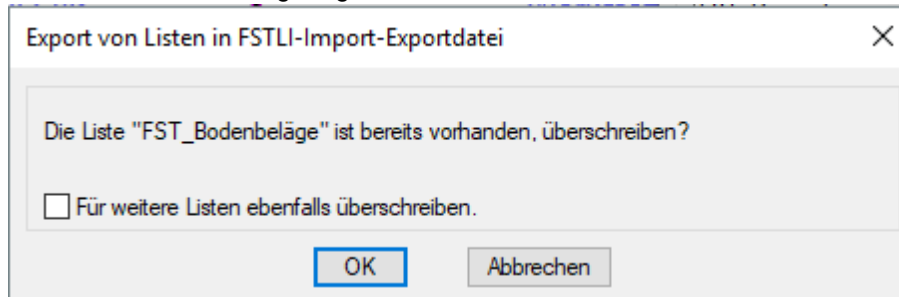 Export von Listen in FSTLI-Import-Exportdatei
Die Liste "FST_Bodenbeläge" ist bereits vorhanden, überschreiben?
Für weitere Listen ebenfalls überschreiben.
OK Abbrechen